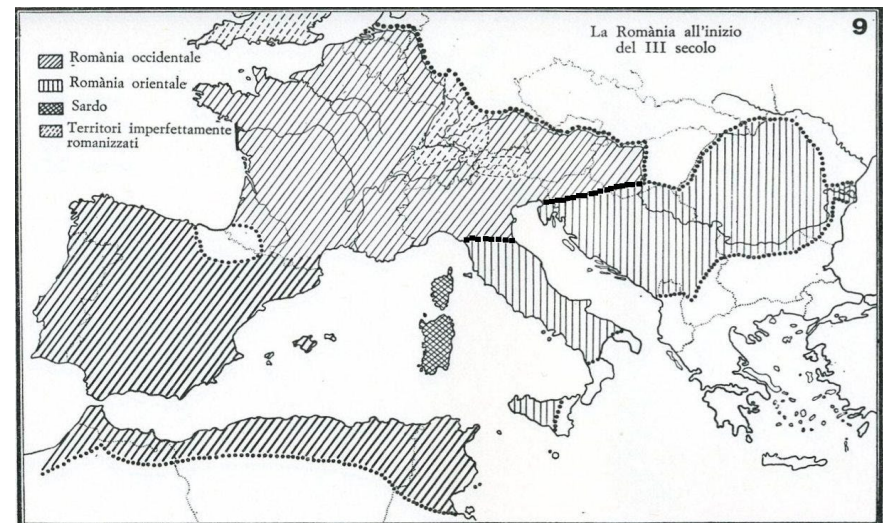 La Romània all'inizio
del III secolo
9
Romània occidentale
Romània orientale
Sardo
Territori imperfettamente
romanizzati